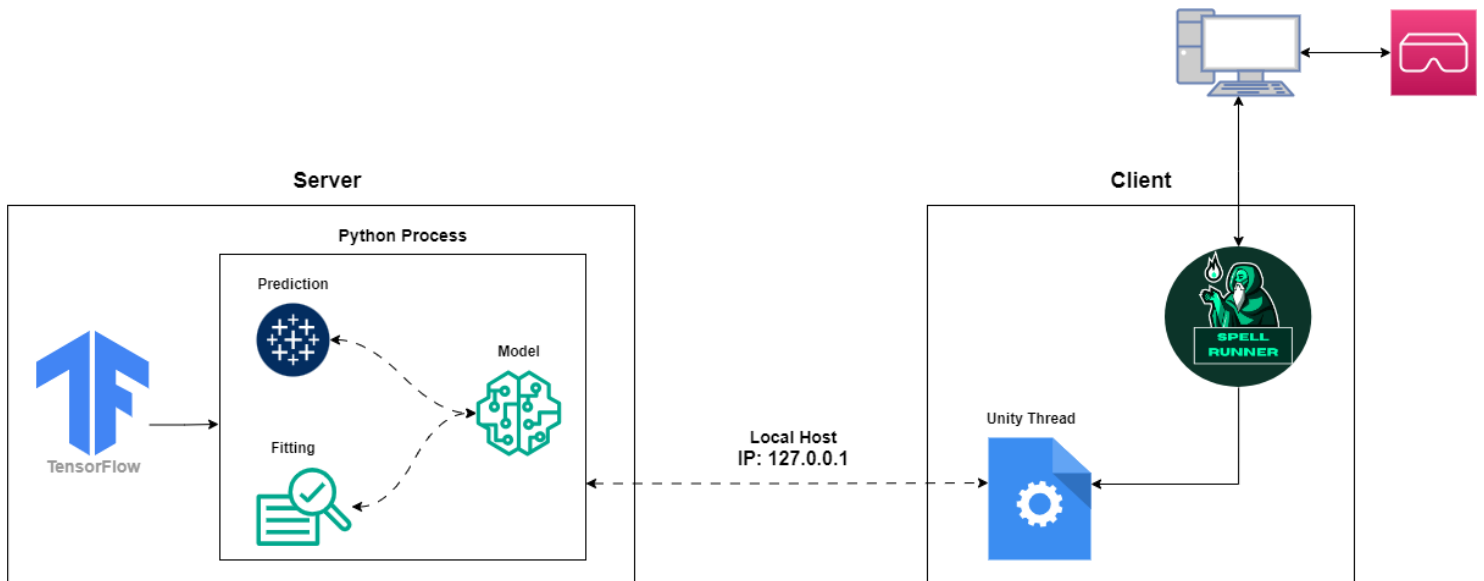 Server
Client
Python Process
Prediction
Model
TensorFlow
Fitting
Local Host
IP: 127.0.0.1
SPELL
RUNNER
Unity Thread